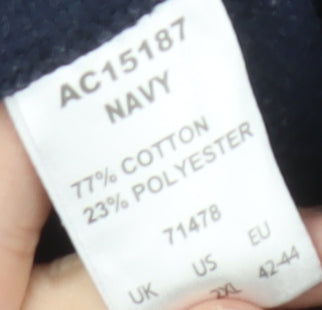 AC15187
NAVY
77% COTTON
23% POLYESTER
71478
UK US EU
2XL 42-44